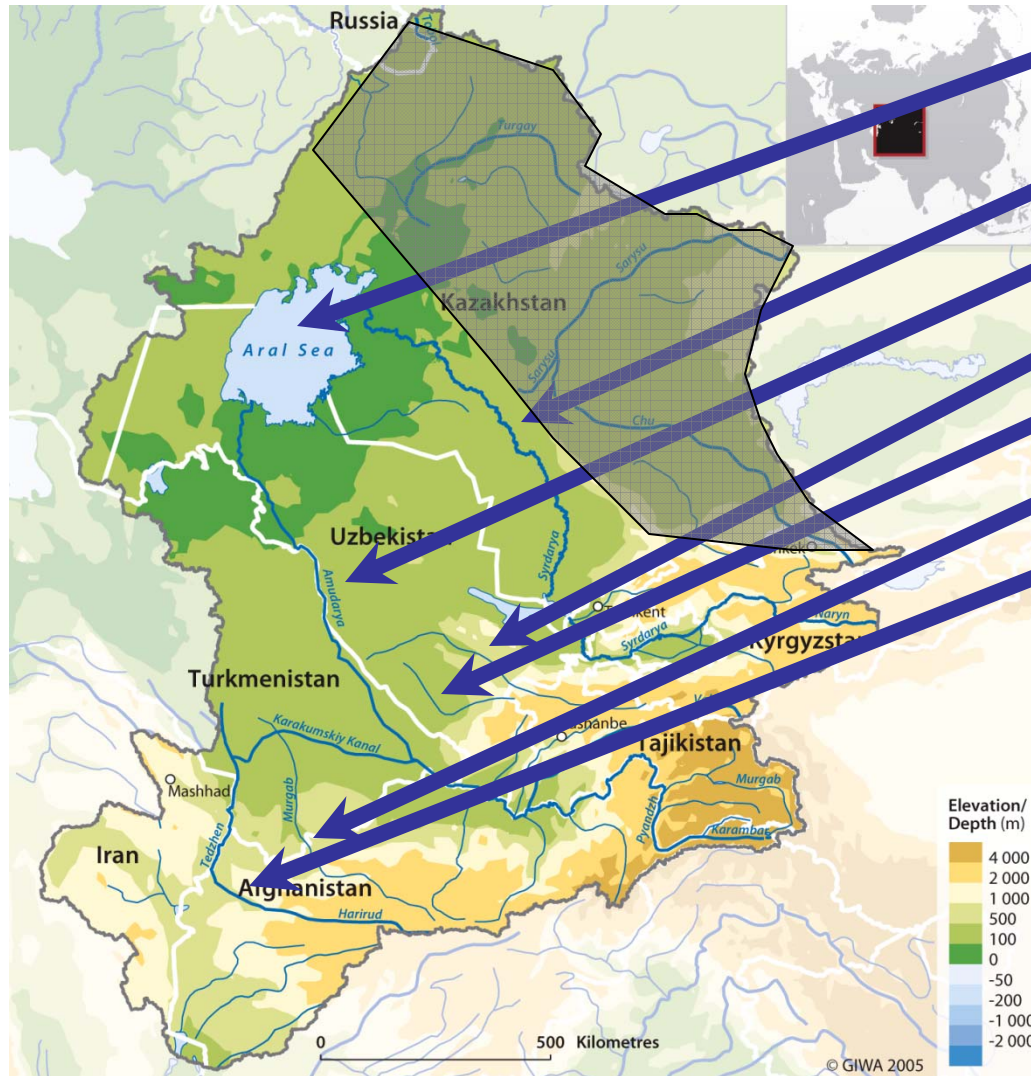 Russia
Tobol
Turgay
Sarysu
Kazakhstan
Aral Sea
Sarysu
Chu
Uzbekistan
Syrdarya
Amudarya
Naryn
Syrdarya
Kyrgyzstan
Turkmenistan
Karakumskiy Kanal
Tajikistan
Mashhad
Murgab
Murgab
Pyandzh
Karambar
Tedzhen
Iran
Afghanistan
Harirud
Elevation/
Depth (m)
4 000
2 000
1 000
500
100
0
-50
-200
-1 000
-2 000
0 500 Kilometres
© GIWA 2005